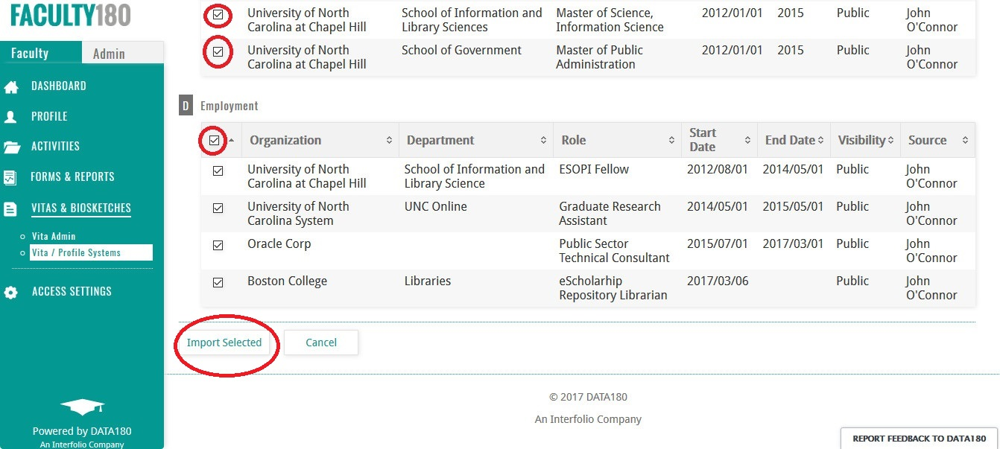 FACULTY180
Faculty
Admin
DASHBOARD
PROFILE
ACTIVITIES
FORMS & REPORTS
VITAS & BIOSKETCHES
Vita Admin
Vita / Profile Systems
ACCESS SETTINGS
Powered by DATA180
An Interfolio Company
University of North School of Information and Master of Science, 2012/01/01 2015 Public John
Carolina at Chapel Hill Library Sciences Information Science O'Connor
University of North School of Government Master of Public 2012/01/01 2015 Public John
Carolina at Chapel Hill Administration O'Connor
D Employment
Organization Department Role Start Date End Date Visibility Source
University of North School of Information and ESOPI Fellow 2012/08/01 2014/05/01 Public John
Carolina at Chapel Hill Library Science O'Connor
University of North UNC Online Graduate Research 2014/05/01 2015/05/01 Public John
Carolina System Assistant O'Connor
Oracle Corp Public Sector 2015/07/01 2017/03/01 Public John
Technical Consultant O'Connor
Boston College Libraries eScholarhip 2017/03/06 Public John
Repository Librarian O'Connor
Import Selected Cancel
© 2017 DATA180
An Interfolio Company
REPORT FEEDBACK TO DATA180